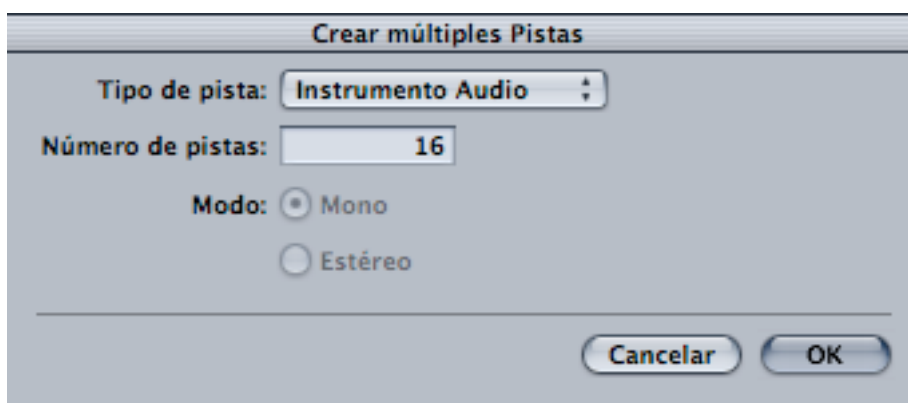 Crear múltiples Pistas
Tipo de pista: Instrumento Audio
Número de pistas: 16
Modo: Mono
Estéreo
Cancelar OK